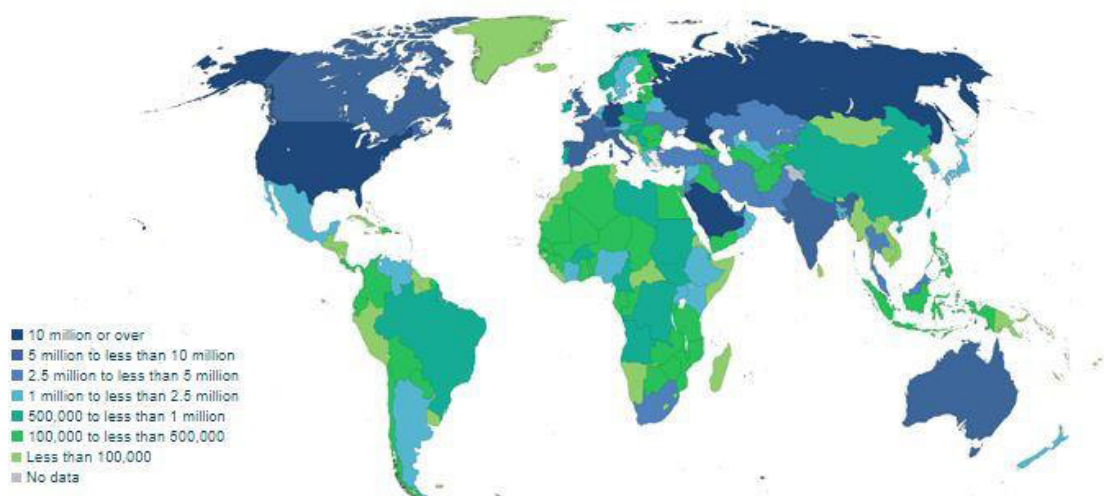 10 million or over
5 million to less than 10 million
2.5 million to less than 5 million
1 million to less than 2.5 million
500,000 to less than 1 million
100,000 to less than 500,000
Less than 100,000
No data